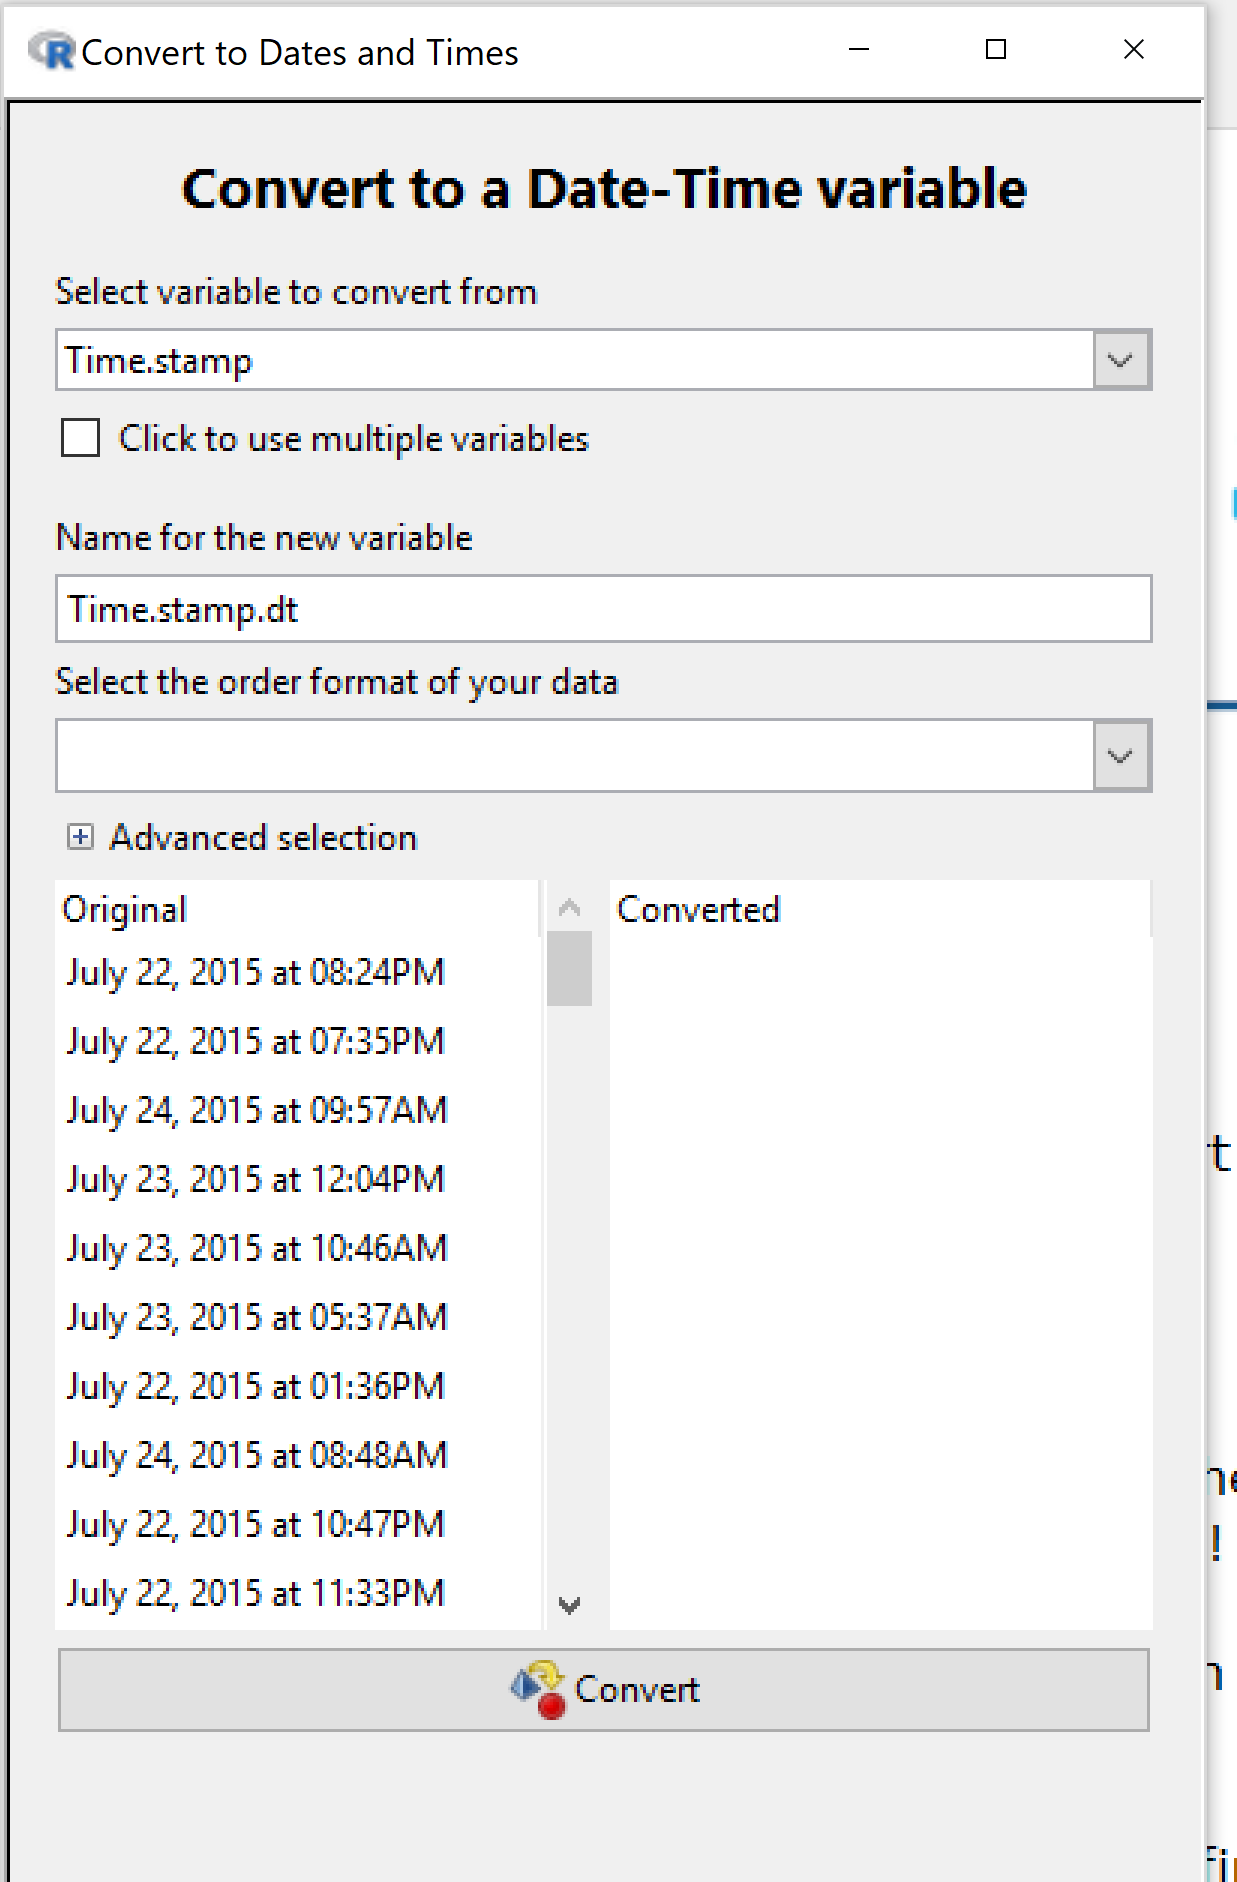 Convert to Dates and Times
Convert to a Date-Time variable
Select variable to convert from
Time.stamp
Click to use multiple variables
Name for the new variable
Time.stamp.dt
Select the order format of your data
Advanced selection
Original
Converted
July 22, 2015 at 08:24PM
July 22, 2015 at 07:35PM
July 24, 2015 at 09:57AM
July 23, 2015 at 12:04PM
July 23, 2015 at 10:46AM
July 23, 2015 at 05:37AM
July 22, 2015 at 01:36PM
July 24, 2015 at 08:48AM
July 22, 2015 at 10:47PM
July 22, 2015 at 11:33PM
Convert